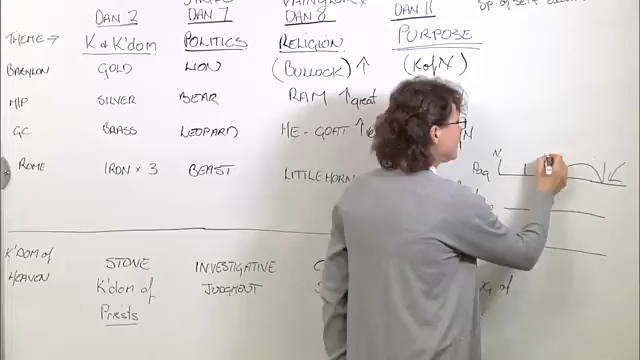 DAN 2 DAN 7 DAN 8 DAN 11
THEME → K & K'DOM POLITICS RELIGION PURPOSE
BABYLON GOLD LION (BULLOCK) ↑ (K of N)
M/P SILVER BEAR RAM ↑ great
GC BRASS LEOPARD HE-GOAT ↑ N
ROME IRON x 3 BEAST LITTLE HORN
N
Pag
K'DOM OF HEAVEN STONE INVESTIGATIVE
K'dom of JUDGMENT of
Priests